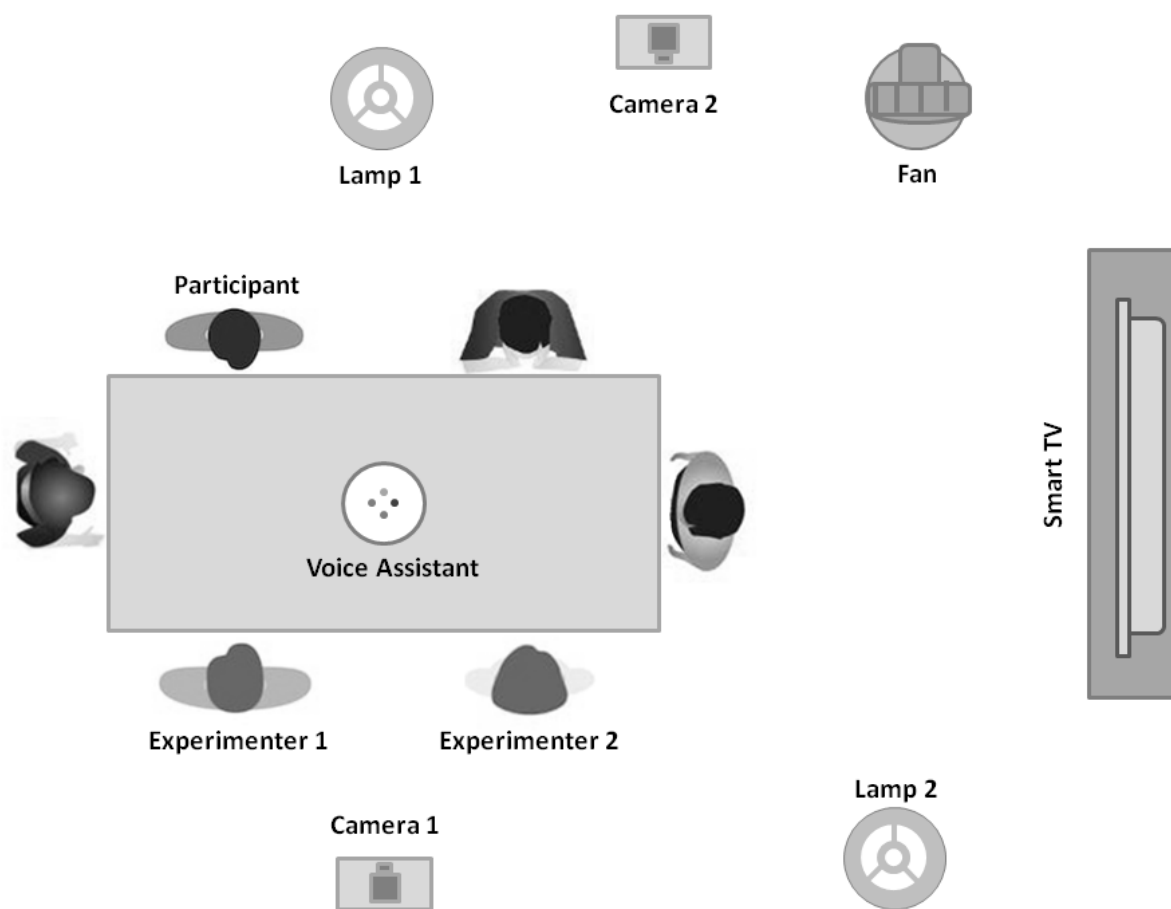 Camera 2
Lamp 1
Fan
Participant
Smart TV
Voice Assistant
Experimenter 1
Experimenter 2
Lamp 2
Camera 1